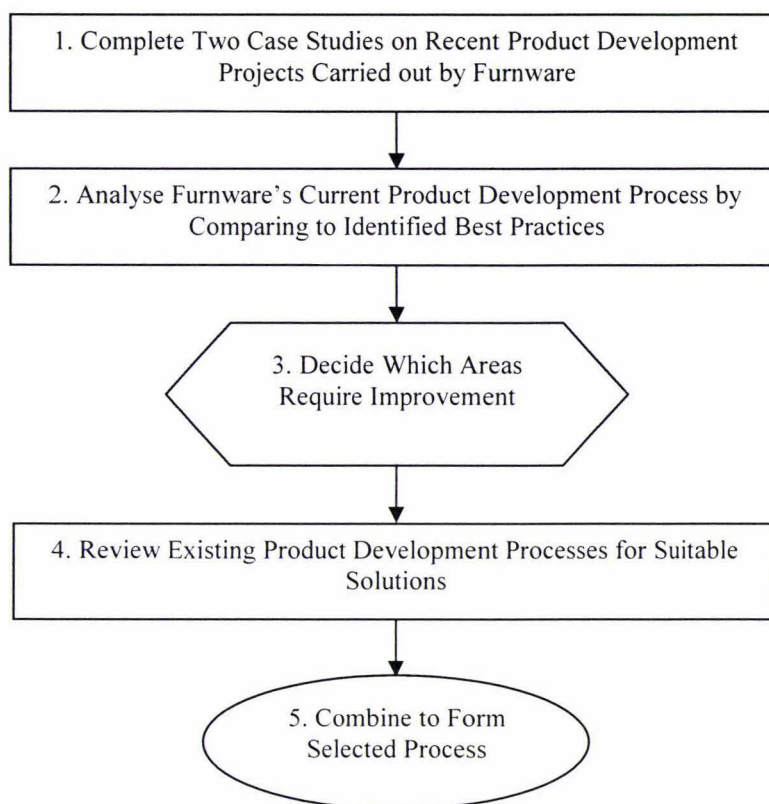 1. Complete Two Case Studies on Recent Product Development
Projects Carried out by Furnware
2. Analyse Furnware's Current Product Development Process by
Comparing to Identified Best Practices
3. Decide Which Areas
Require Improvement
4. Review Existing Product Development Processes for Suitable
Solutions
5. Combine to Form
Selected Process